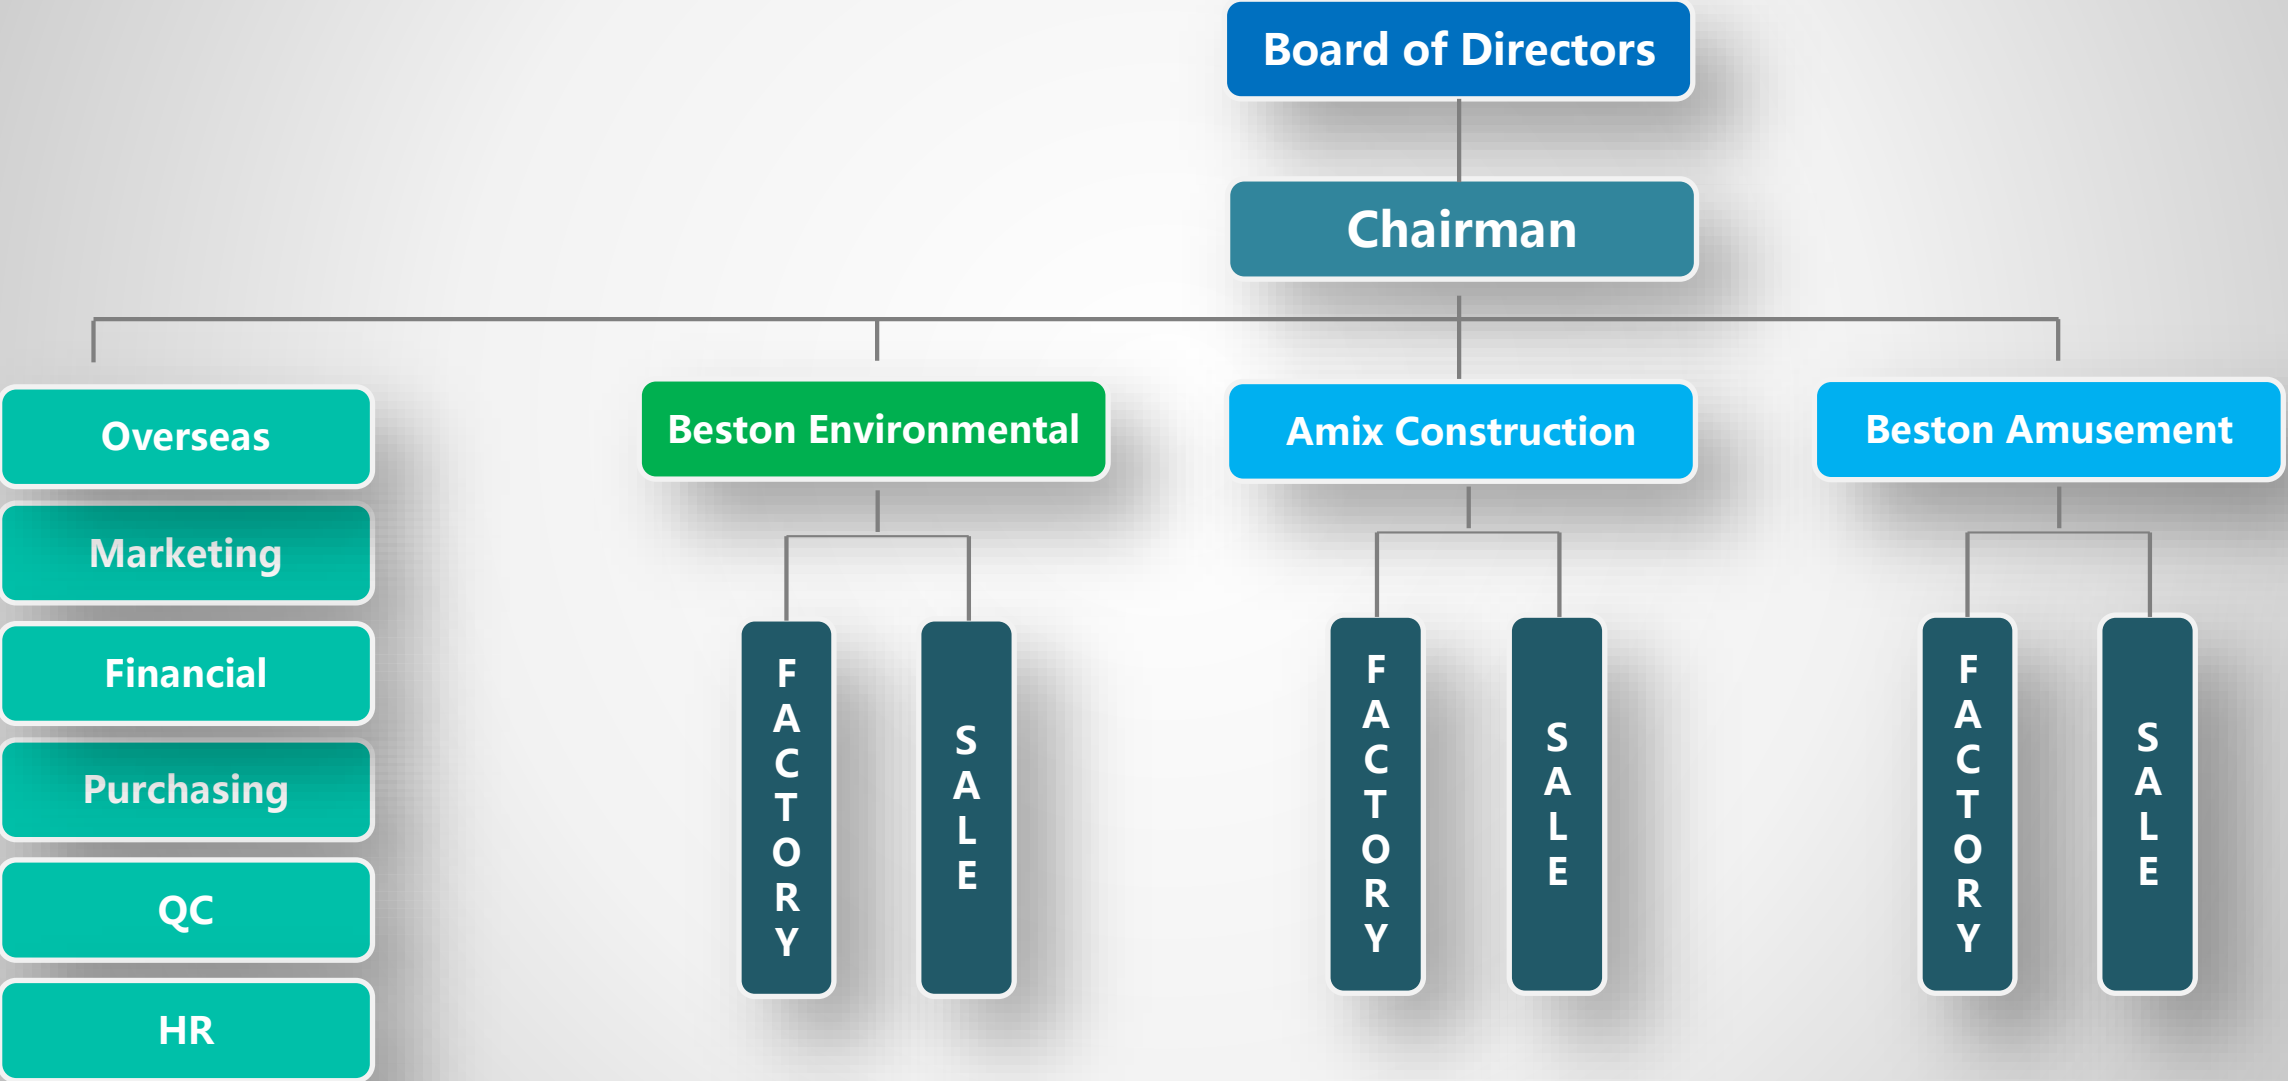 Board of Directors
Chairman
Overseas
Marketing
Financial
Purchasing
QC
HR
Beston Environmental
FACTORY
SALE
Amix Construction
FACTORY
SALE
Beston Amusement
FACTORY
SALE